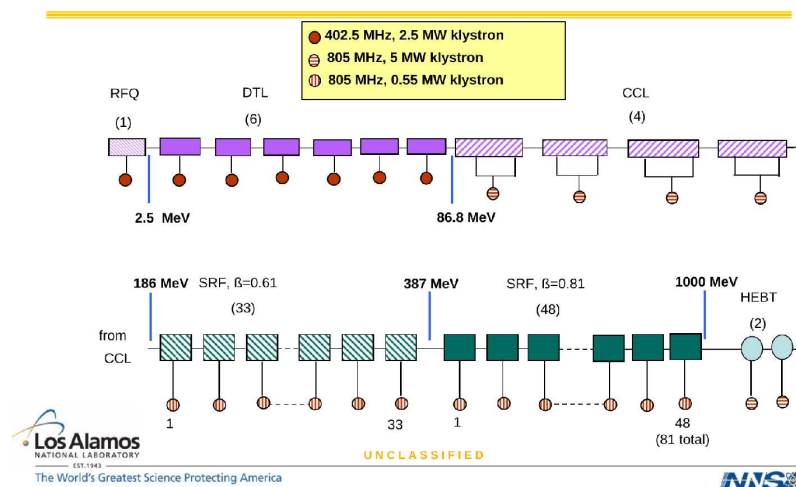 402.5 MHz, 2.5 MW klystron
805 MHz, 5 MW klystron
805 MHz, 0.55 MW klystron
RFQ
(1)
DTL
(6)
CCL
(4)
2.5 MeV
86.8 MeV
186 MeV
SRF, ß=0.61
(33)
387 MeV
SRF, ß=0.81
(48)
1000 MeV
HEBT
(2)
from
CCL
1
33
1
48
(81 total)
Los Alamos
NATIONAL LABORATORY
EST. 1943
UNCLASSIFIED
The World's Greatest Science Protecting America
NNS